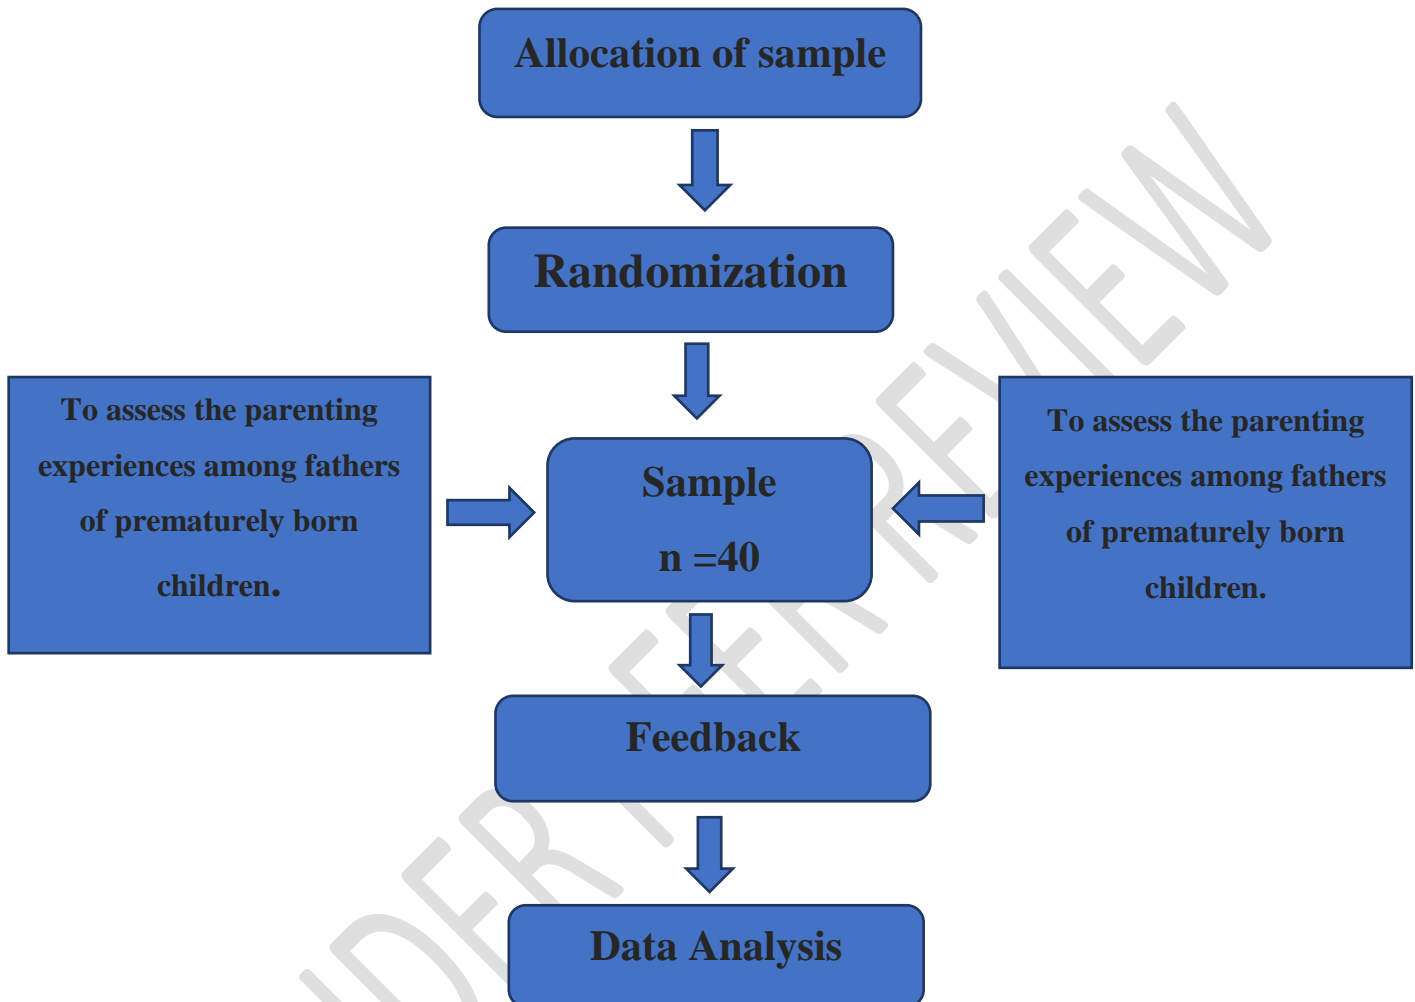 Allocation of sample
Randomization
To assess the parenting
experiences among fathers
of prematurely born
children.
Sample
n =40
To assess the parenting
experiences among fathers
of prematurely born
children.
Feedback
Data Analysis
UNDER PEER REVIEW